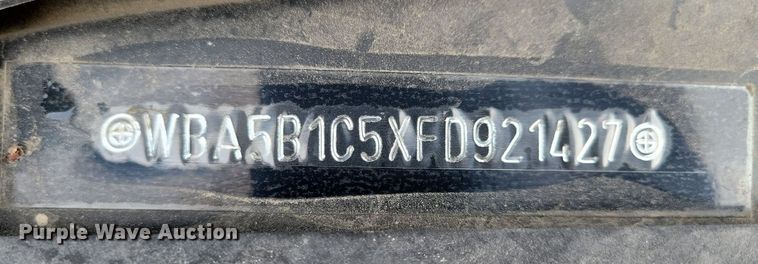 WBA5B1C5XFD921427
Purple Wave Auction